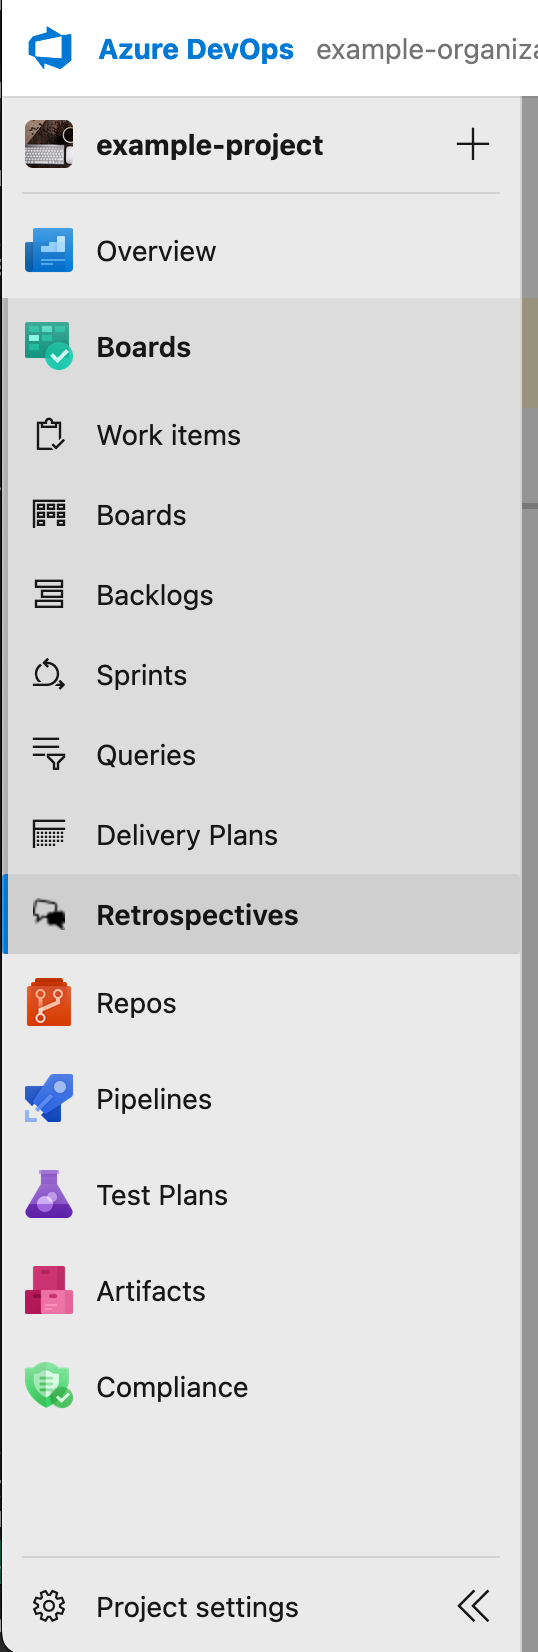 Azure DevOps example-organiza
example-project
Overview
Boards
Work items
Boards
Backlogs
Sprints
Queries
Delivery Plans
Retrospectives
Repos
Pipelines
Test Plans
Artifacts
Compliance
Project settings